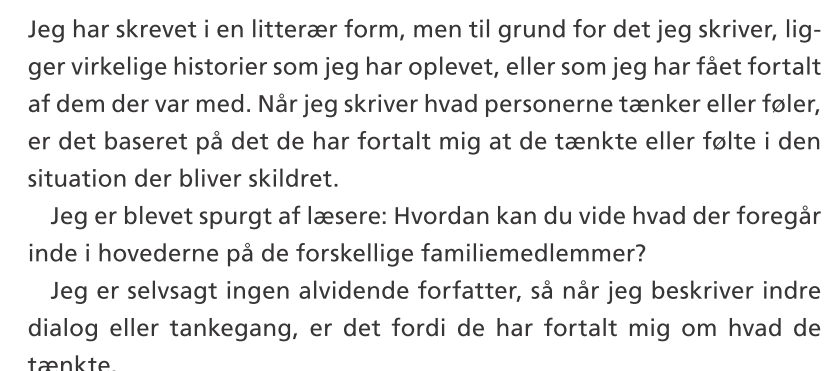 Jeg har skrevet i en litterær form, men til grund for det jeg skriver, lig-
ger virkelige historier som jeg har oplevet, eller som jeg har fået fortalt
af dem der var med. Når jeg skriver hvad personerne tænker eller føler,
er det baseret på det de har fortalt mig at de tænkte eller følte i den
situation der bliver skildret.
Jeg er blevet spurgt af læsere: Hvordan kan du vide hvad der foregår
inde i hovederne på de forskellige familiemedlemmer?
Jeg er selvsagt ingen alvidende forfatter, så når jeg beskriver indre
dialog eller tankegang, er det fordi de har fortalt mig om hvad de
tænkte.